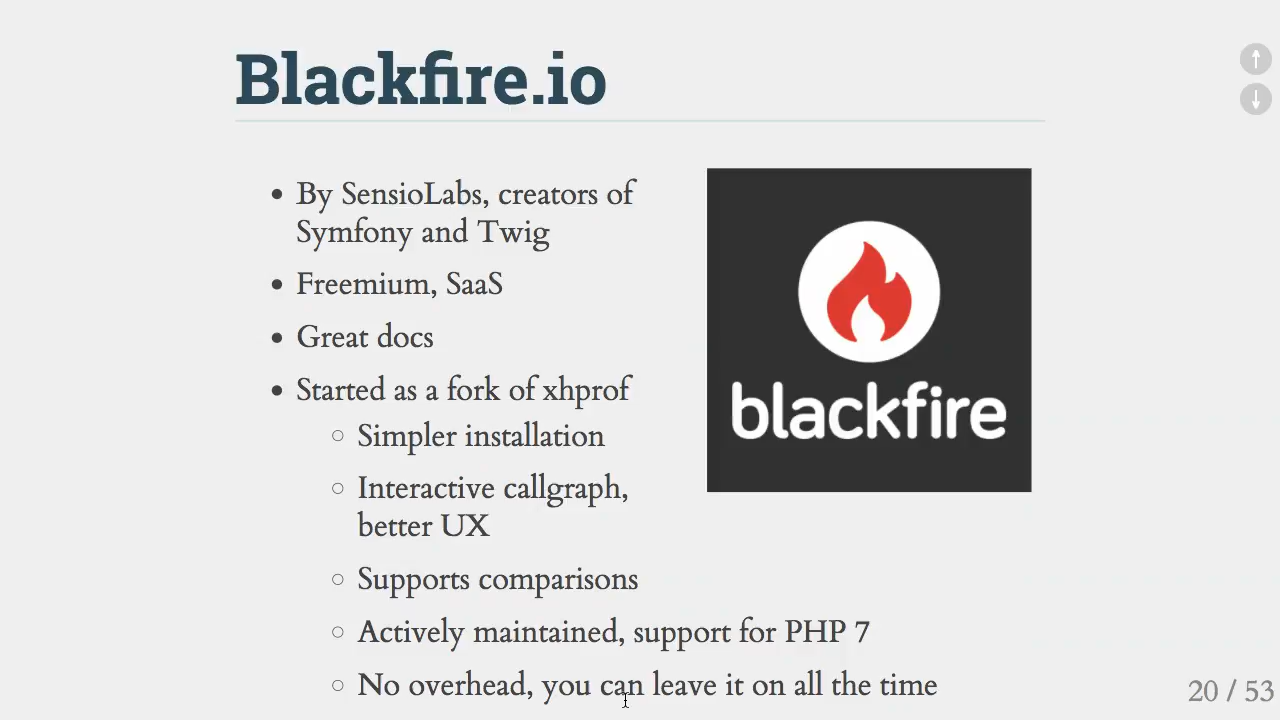 Blackfire.io
By SensioLabs, creators of
Symfony and Twig
Freemium, SaaS
Great docs
Started as a fork of xhprof
Simpler installation
Interactive callgraph,
better UX
Supports comparisons
Actively maintained, support for PHP 7
No overhead, you can leave it on all the time
blackfire
20 / 53